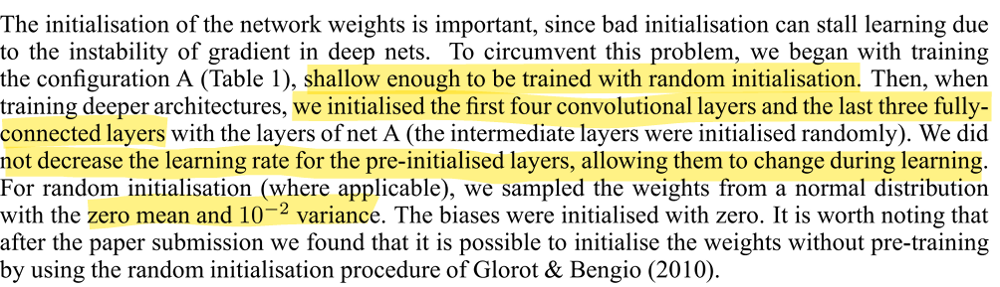 The initialisation of the network weights is important, since bad initialisation can stall learning due
to the instability of gradient in deep nets. To circumvent this problem, we began with training
the configuration A (Table 1), shallow enough to be trained with random initialisation. Then, when
training deeper architectures, we initialised the first four convolutional layers and the last three fully-
connected layers with the layers of net A (the intermediate layers were initialised randomly). We did
not decrease the learning rate for the pre-initialised layers, allowing them to change during learning.
For random initialisation (where applicable), we sampled the weights from a normal distribution
with the zero mean and 10⁻² variance. The biases were initialised with zero. It is worth noting that
after the paper submission we found that it is possible to initialise the weights without pre-training
by using the random initialisation procedure of Glorot & Bengio (2010).